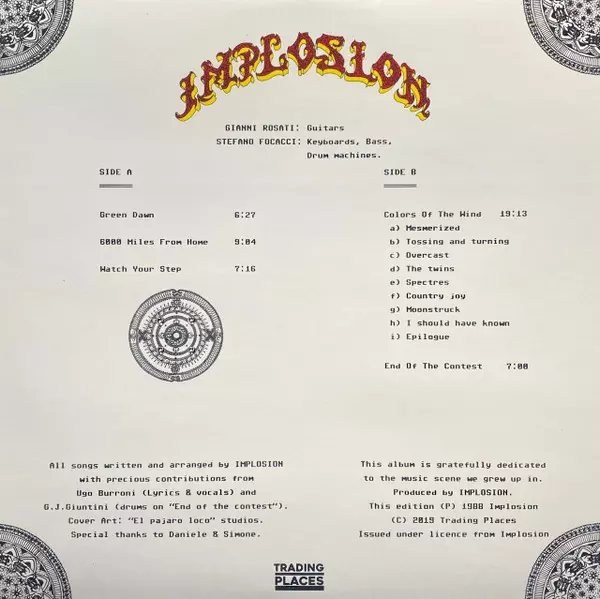 IMPLOSION
GIANNI ROSATI: Guitars
STEFANO FOCACCI: Keyboards, Bass,
Drum machines.
SIDE A
Green Dawn 6:27
6000 Miles From Home 9:04
Watch Your Step 7:16
SIDE B
Colors Of The Wind 19:13
a) Mesmerized
b) Tossing and turning
c) Overcast
d) The twins
e) Spectres
f) Country joy
g) Moonstruck
h) I should have known
i) Epilogue
End Of The Contest 7:00
All songs written and arranged by IMPLOSION
with precious contributions from
Ugo Burroni (Lyrics & vocals) and
G.J.Giuntini (drums on "End of the contest").
Cover Art: "El pajaro loco" studios.
Special thanks to Daniele & Simone.
This album is gratefully dedicated
to the music scene we grew up in.
Produced by IMPLOSION.
This edition (P) 1988 Implosion
(C) 2019 Trading Places
Issued under licence from Implosion
TRADING
PLACES